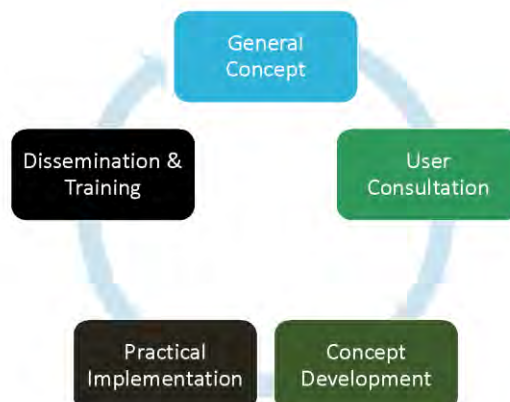 General
Concept
User
Consultation
Concept
Development
Practical
Implementation
Dissemination &
Training